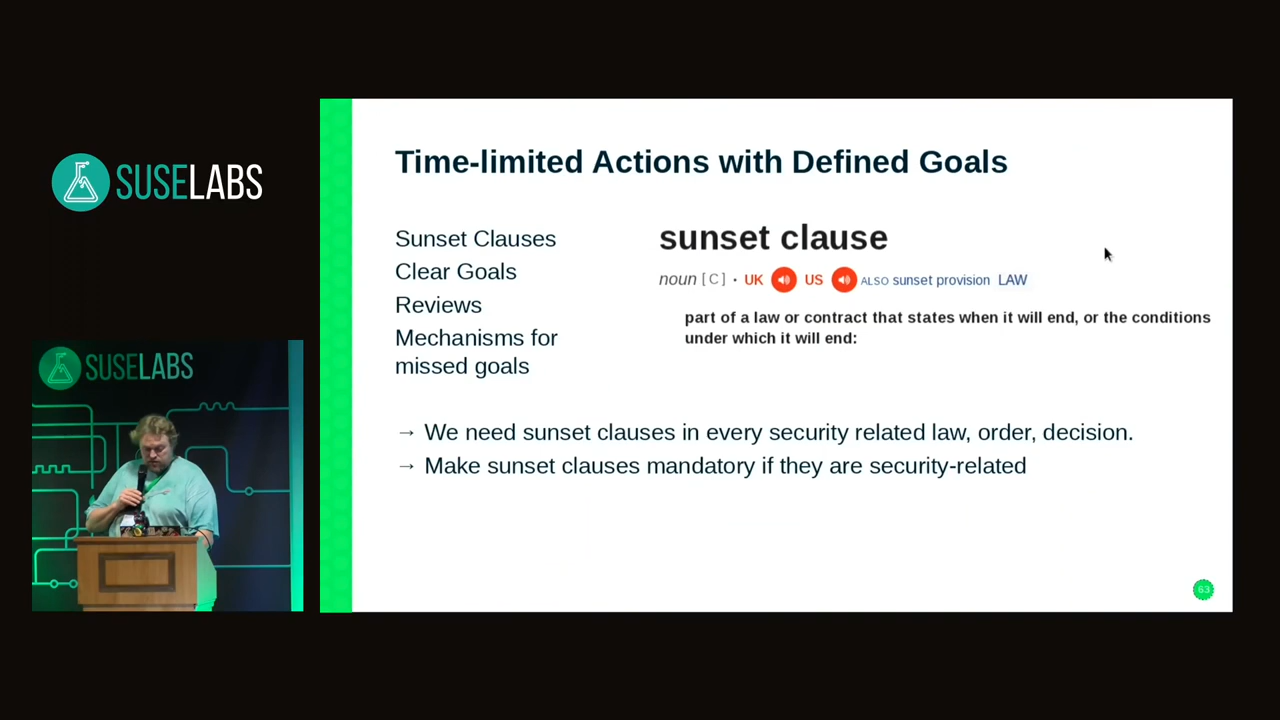 SUSELABS
SUSELABS
Time-limited Actions with Defined Goals
Sunset Clauses
Clear Goals
Reviews
Mechanisms for
missed goals
sunset clause
noun [C] · UK US ALSO sunset provision LAW
part of a law or contract that states when it will end, or the conditions
under which it will end:
→ We need sunset clauses in every security related law, order, decision.
→ Make sunset clauses mandatory if they are security-related
63